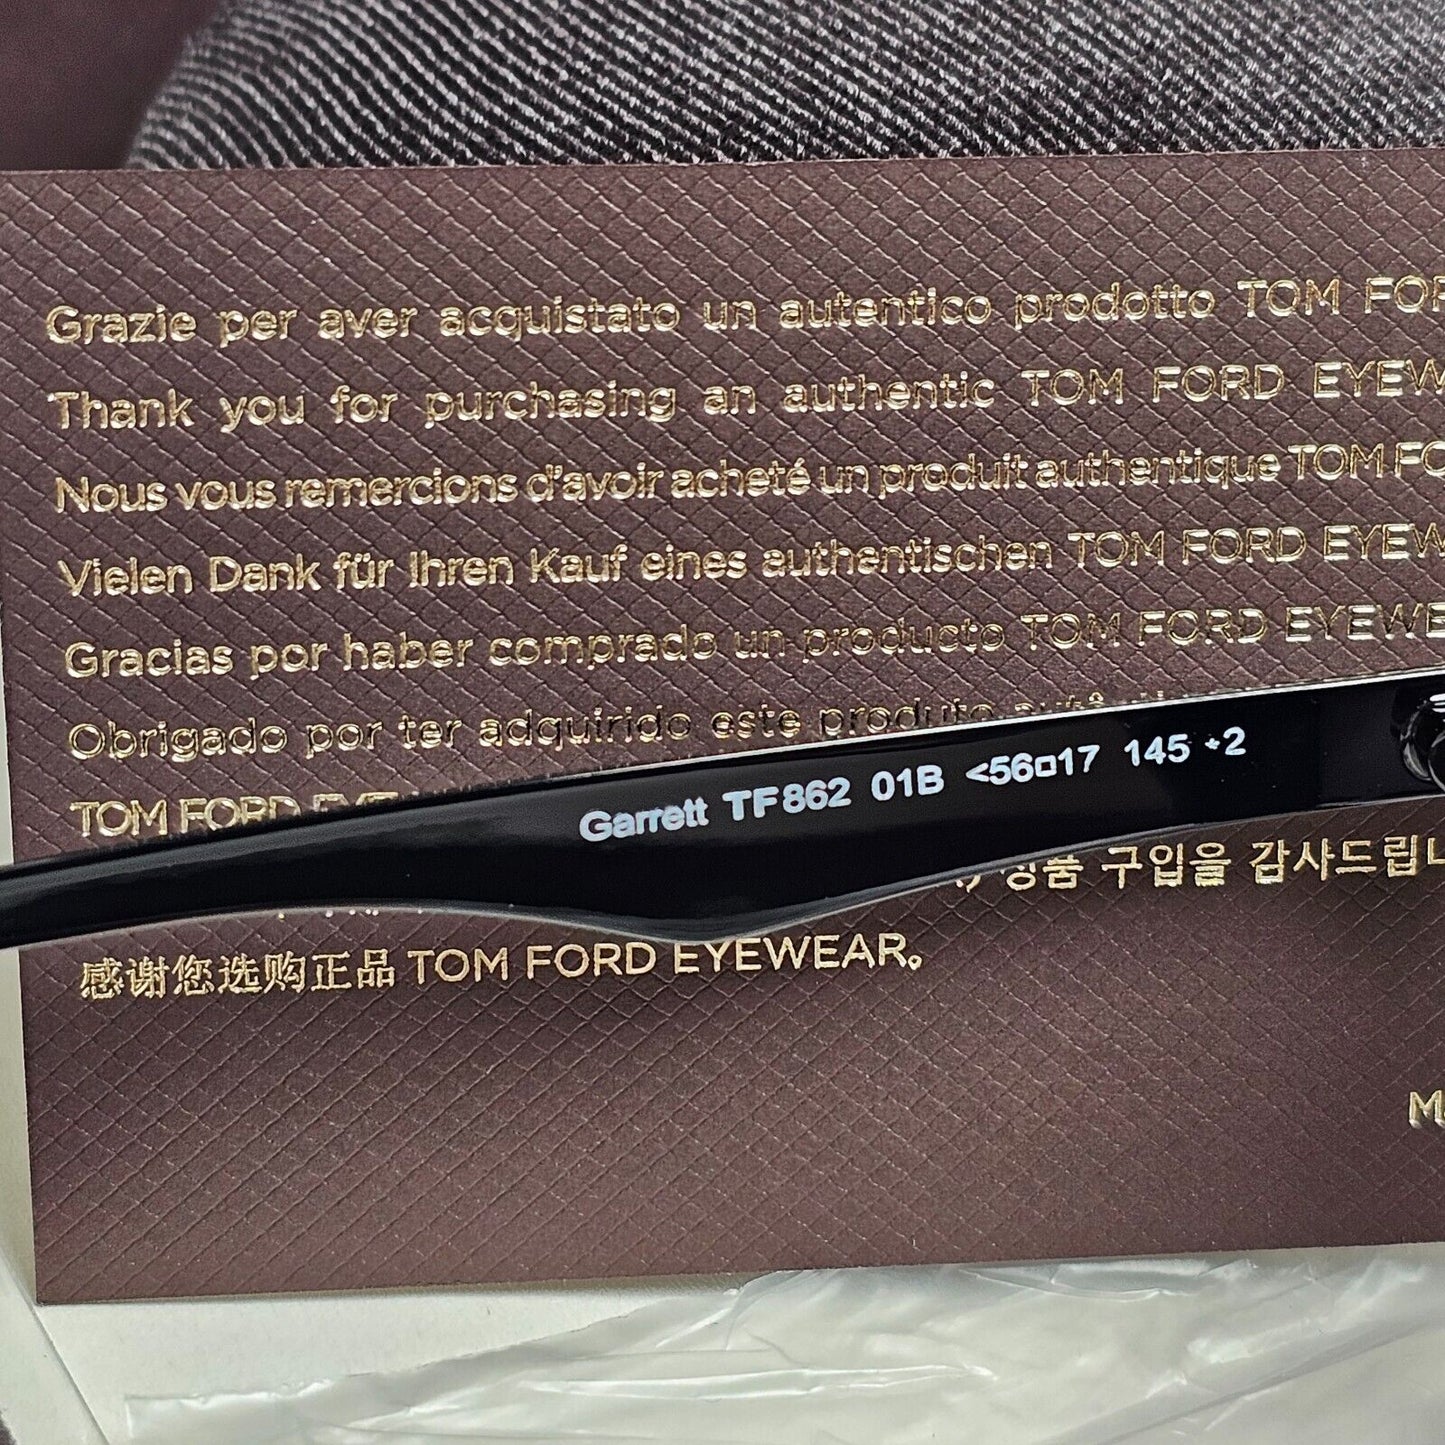 Grazie per aver acquistato un autentico prodotto TOM FOR
Thank you for purchasing an authentic TOM FORD EYEW
Nous vous remercions d'avoir acheté un produit authentique TOM FO
Vielen Dank für Ihren Kauf eines authentischen TOM FORD EYEW
Gracias por haber comprado un producto TOM FORD EYEWE
Obrigado por ter adquirido este produto
TOM FORD
Garrett TF862 01B <56□17 145 *2
정품 구입을 감사드립니
感谢您选购正品 TOM FORD EYEWEAR。